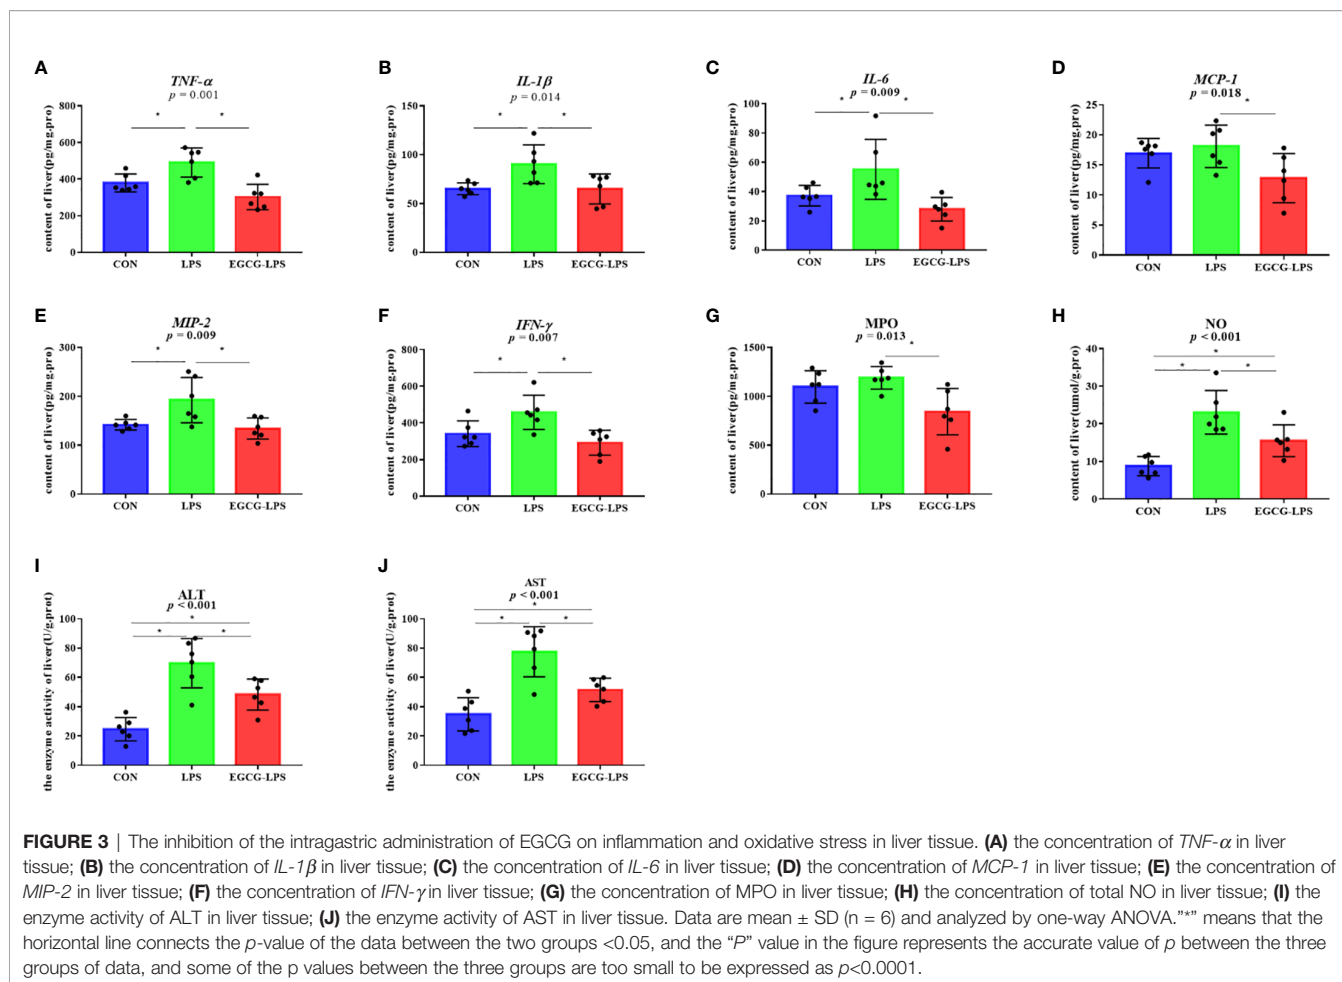 A
TNF-α
p = 0.001
content of liver(pg/mg.pro)
800
600
400
200
0
* *
CON LPS EGCG-LPS
B
IL-1β
p = 0.014
content of liver(pg/mg.pro)
150
100
50
0
* *
CON LPS EGCG-LPS
C
IL-6
p = 0.009
content of liver(pg/mg.pro)
100
80
60
40
20
0
* *
CON LPS EGCG-LPS
D
MCP-1
p = 0.018
content of liver(pg/mg.pro)
25
20
15
10
5
0
*
CON LPS EGCG-LPS
E
MIP-2
p = 0.009
content of liver(pg/mg.pro)
300
200
100
0
* *
CON LPS EGCG-LPS
F
IFN-γ
p = 0.007
content of liver(pg/mg.pro)
800
600
400
200
0
* *
CON LPS EGCG-LPS
G
MPO
p = 0.013
content of liver(pg/mg.pro)
1500
1000
500
0
*
CON LPS EGCG-LPS
H
NO
p <0.001
content of liver(umol/g.pro)
40
30
20
10
0
*
* *
CON LPS EGCG-LPS
I
ALT
p < 0.001
the enzyme activity of liver(U/g.prot)
100
80
60
40
20
0
*
* *
CON LPS EGCG-LPS
J
AST
p < 0.001
the enzyme activity of liver(U/g.prot)
100
80
60
40
20
0
*
* *
CON LPS EGCG-LPS
FIGURE 3 | The inhibition of the intragastric administration of EGCG on inflammation and oxidative stress in liver tissue. (A) the concentration of TNF-α in liver
tissue; (B) the concentration of IL-1β in liver tissue; (C) the concentration of IL-6 in liver tissue; (D) the concentration of MCP-1 in liver tissue; (E) the concentration of
MIP-2 in liver tissue; (F) the concentration of IFN-γ in liver tissue; (G) the concentration of MPO in liver tissue; (H) the concentration of total NO in liver tissue; (I) the
enzyme activity of ALT in liver tissue; (J) the enzyme activity of AST in liver tissue. Data are mean ± SD (n = 6) and analyzed by one-way ANOVA.”*” means that the
horizontal line connects the p-value of the data between the two groups <0.05, and the “P” value in the figure represents the accurate value of p between the three
groups of data, and some of the p values between the three groups are too small to be expressed as p<0.0001.